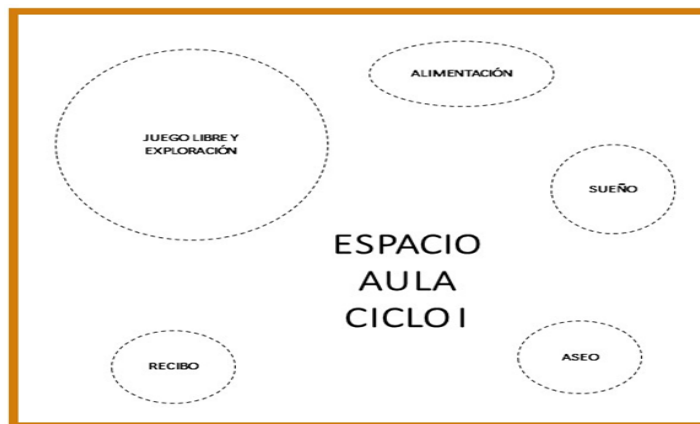 ALIMENTACIÓN
JUEGO LIBRE Y
EXPLORACIÓN
SUEÑO
ESPACIO
AULA
CICLO I
RECIBO
ASEO